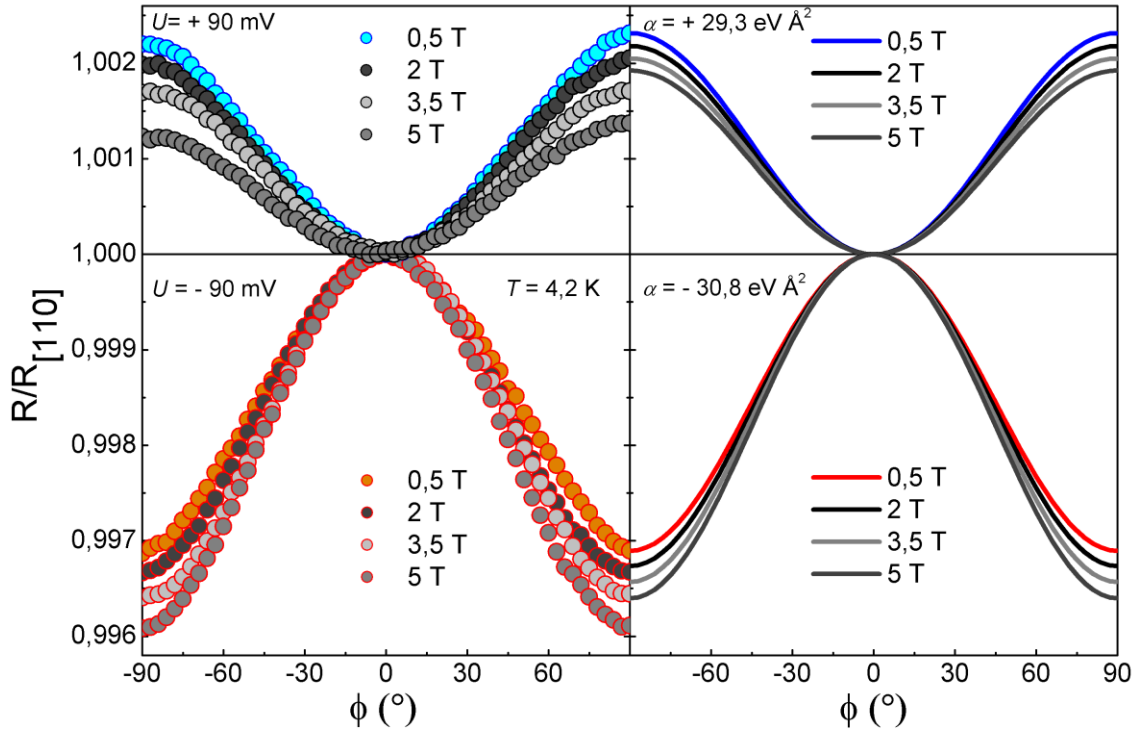 R/R[110]
1,002
1,001
1,000
0,999
0,998
0,997
0,996
U= + 90 mV
0,5 T
2 T
3,5 T
5 T
U = - 90 mV
T = 4,2 K
0,5 T
2 T
3,5 T
5 T
-90
-60
-30
0
30
60
ϕ (°)
α = + 29,3 eV Å²
0,5 T
2 T
3,5 T
5 T
α = - 30,8 eV Å²
0,5 T
2 T
3,5 T
5 T
-60
-30
0
30
60
90
ϕ (°)